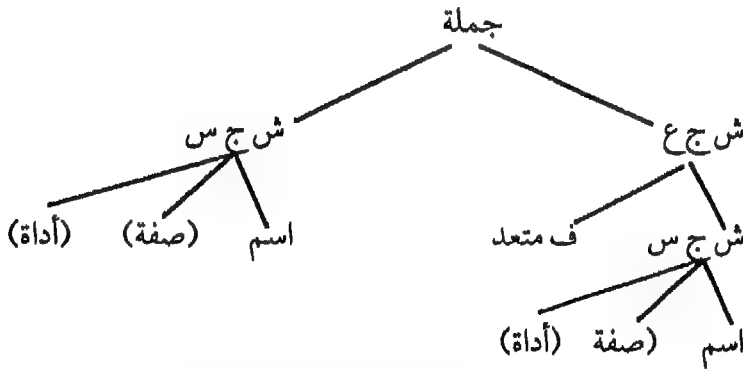 جملة
ش ج ع ش ج س
ش ج س ف متعد اسم (صفة) (أداة)
اسم (صفة (أداة)